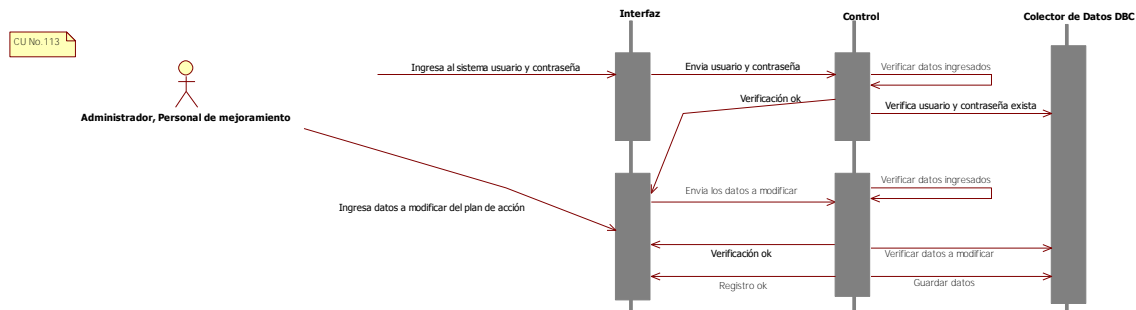 Interfaz
Control
Colector de Datos DBC
CU No.113
Administrador, Personal de mejoramiento
Ingresa al sistema usuario y contraseña
Envia usuario y contraseña
Verificar datos ingresados
Verificación ok
Verifica usuario y contraseña exista
Ingresa datos a modificar del plan de acción
Envia los datos a modificar
Verificar datos ingresados
Verificación ok
Verificar datos a modificar
Registro ok
Guardar datos